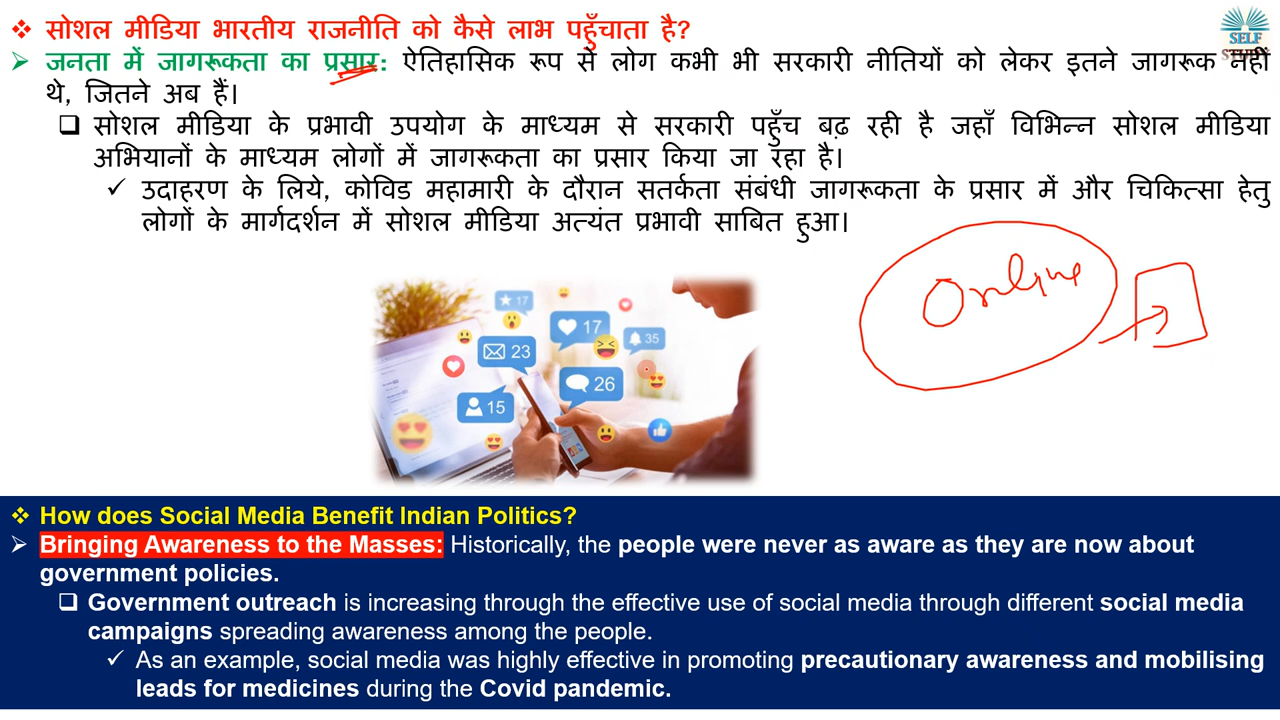 ❖ सोशल मीडिया भारतीय राजनीति को कैसे लाभ पहुँचाता है?
➢ जनता में जागरूकता का प्रसार: ऐतिहासिक रूप से लोग कभी भी सरकारी नीतियों को लेकर इतने जागरूक नहीं
थे, जितने अब हैं।
❑ सोशल मीडिया के प्रभावी उपयोग के माध्यम से सरकारी पहुँच बढ़ रही है जहाँ विभिन्न सोशल मीडिया
अभियानों के माध्यम लोगों में जागरूकता का प्रसार किया जा रहा है।
✓ उदाहरण के लिये, कोविड महामारी के दौरान सतर्कता संबंधी जागरूकता के प्रसार में और चिकित्सा हेतु
लोगों के मार्गदर्शन में सोशल मीडिया अत्यंत प्रभावी साबित हुआ।
SELF
STUDY
Online
17
17
35
23
26
15
❖ How does Social Media Benefit Indian Politics?
➢ Bringing Awareness to the Masses: Historically, the people were never as aware as they are now about
government policies.
❑ Government outreach is increasing through the effective use of social media through different social media
campaigns spreading awareness among the people.
✓ As an example, social media was highly effective in promoting precautionary awareness and mobilising
leads for medicines during the Covid pandemic.